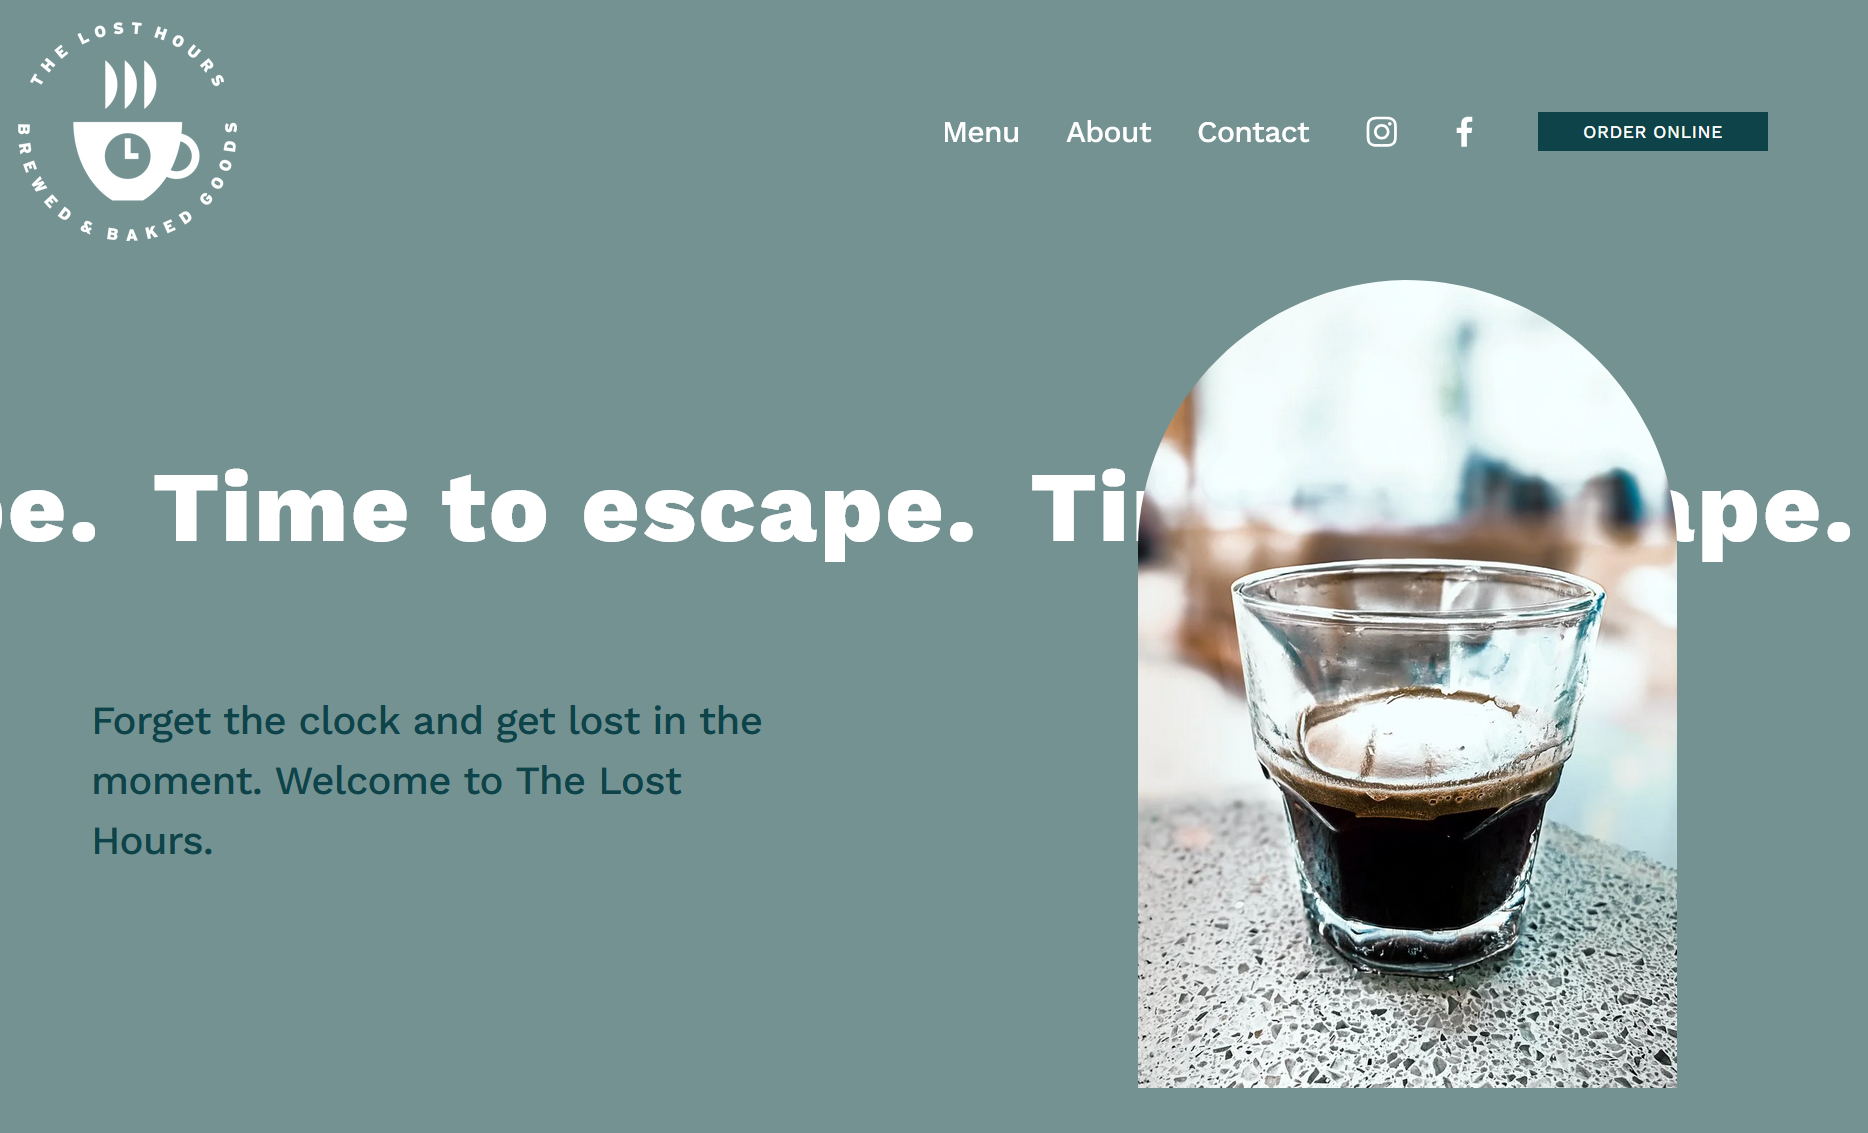 THE LOST HOURS
BREWED & BAKED GOODS
Menu About Contact ORDER ONLINE
e. Time to escape. Ti ape.
Forget the clock and get lost in the
moment. Welcome to The Lost
Hours.